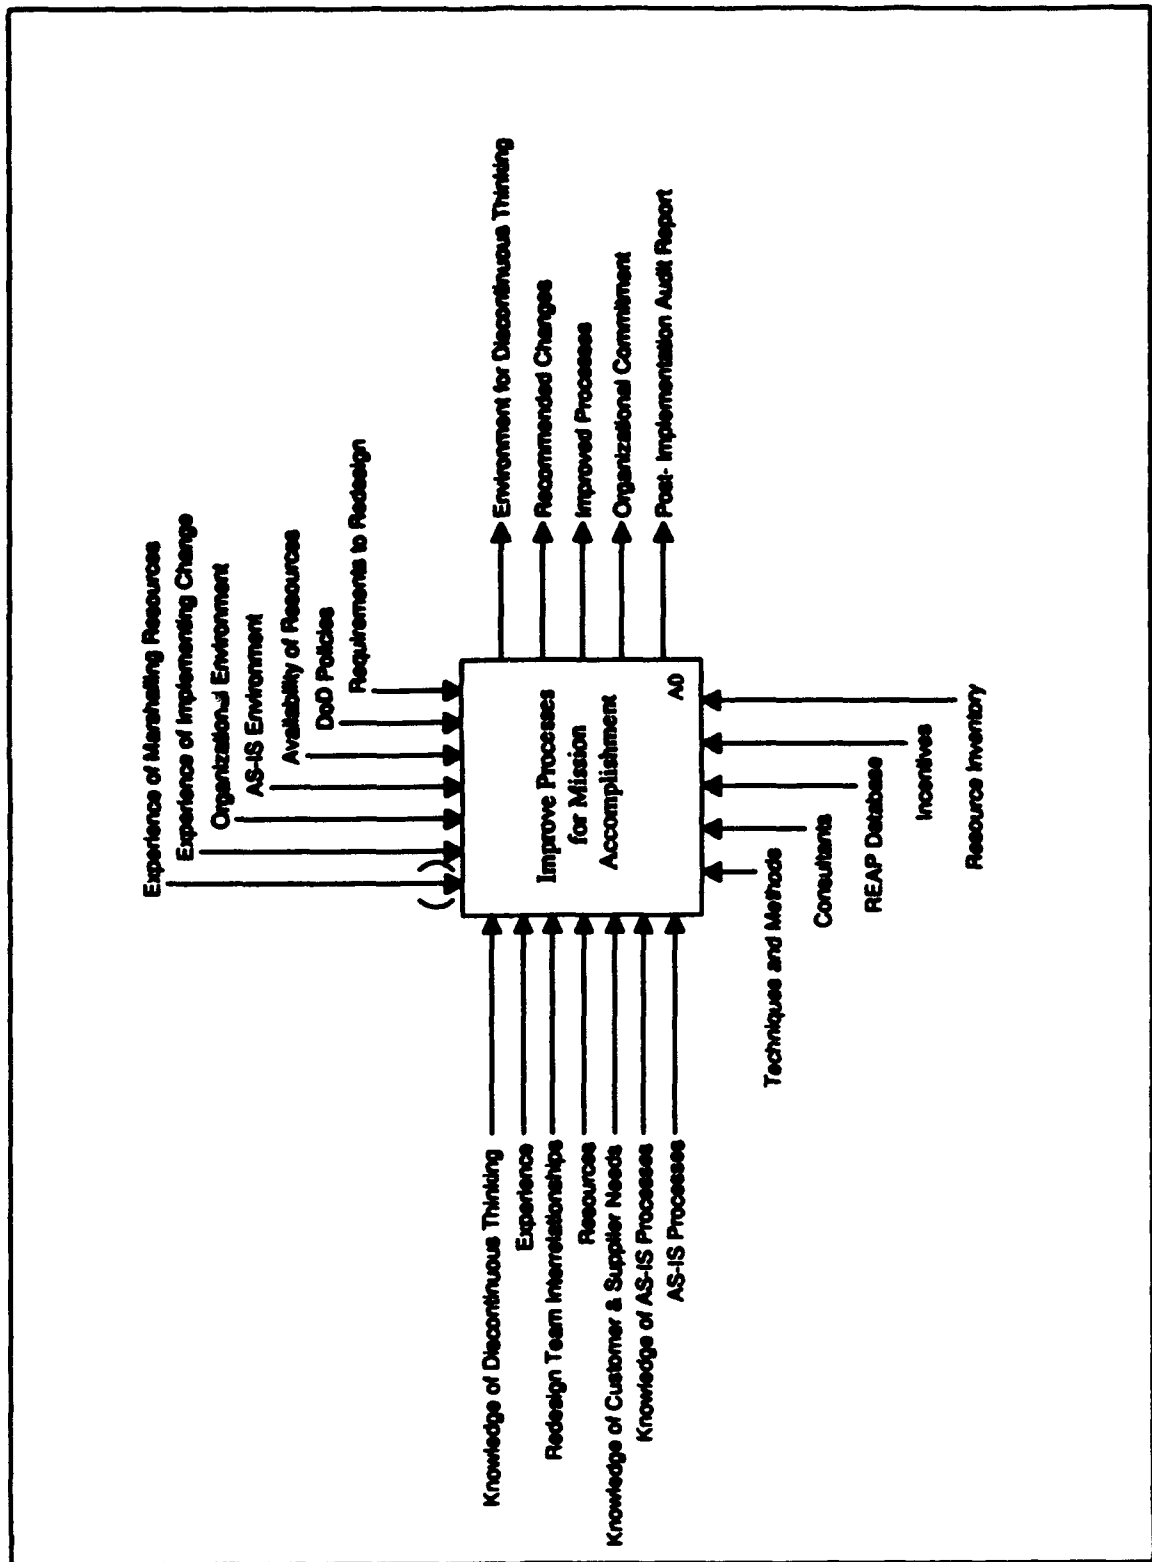 Experience of Marshalling Resources
Experience of Implementing Change
Organizational Environment
AS-IS Environment
Availability of Resources
DoD Policies
Requirements to Redesign
Knowledge of Discontinuous Thinking
Experience
Redesign Team Interrelationships
Resources
Knowledge of Customer & Supplier Needs
Knowledge of AS-IS Processes
AS-IS Processes
Improve Processes
for Mission
Accomplishment
A0
Environment for Discontinuous Thinking
Recommended Changes
Improved Processes
Organizational Commitment
Post- Implementation Audit Report
Techniques and Methods
Consultants
REAP Database
Incentives
Resource Inventory